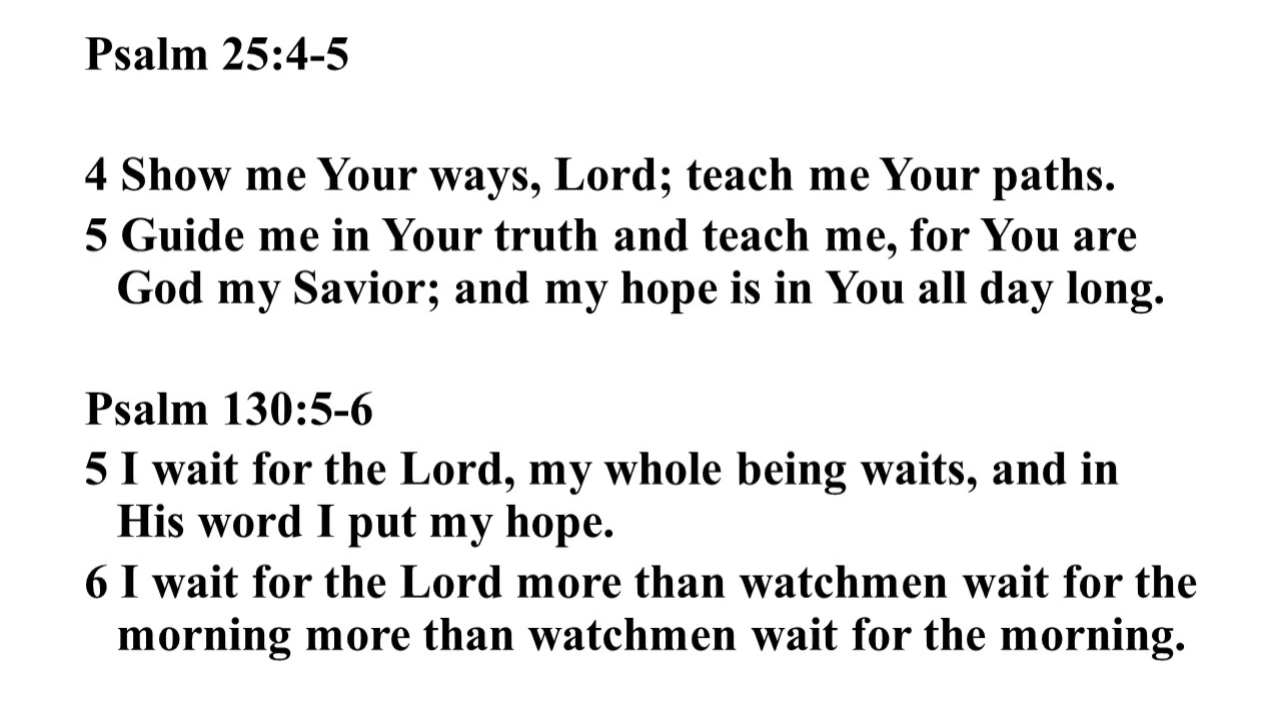 Psalm 25:4-5
4 Show me Your ways, Lord; teach me Your paths.
5 Guide me in Your truth and teach me, for You are
God my Savior; and my hope is in You all day long.
Psalm 130:5-6
5 I wait for the Lord, my whole being waits, and in
His word I put my hope.
6 I wait for the Lord more than watchmen wait for the
morning more than watchmen wait for the morning.